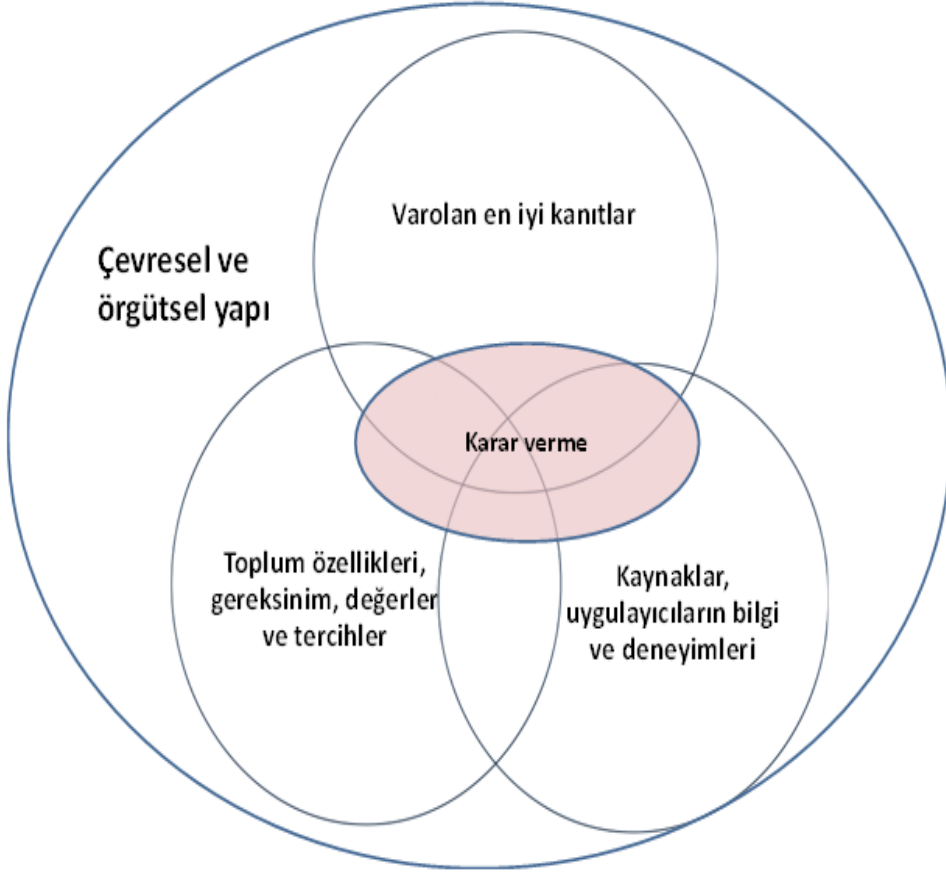 Varolan en iyi kanıtlar
Çevresel ve
örgütsel yapı
Karar verme
Toplum özellikleri,
gereksinim, değerler
ve tercihler
Kaynaklar,
uygulayıcıların bilgi
ve deneyimleri